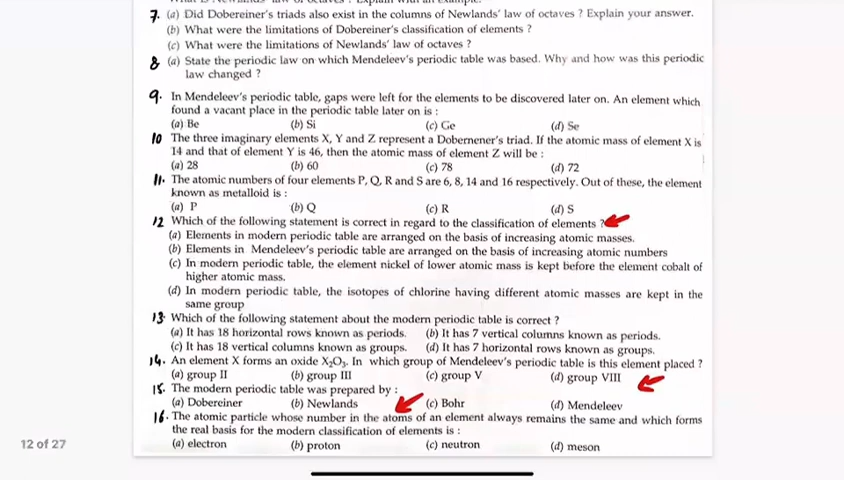 7. (a) Did Dobereiner's triads also exist in the columns of Newlands' law of octaves ? Explain your answer.
(b) What were the limitations of Dobereiner's classification of elements ?
(c) What were the limitations of Newlands' law of octaves ?
8 (a) State the periodic law on which Mendeleev's periodic table was based. Why and how was this periodic
law changed ?
9. In Mendeleev's periodic table, gaps were left for the elements to be discovered later on. An element which
found a vacant place in the periodic table later on is :
(a) Be (b) Si (c) Ge (d) Se
10 The three imaginary elements X, Y and Z represent a Dobernener's triad. If the atomic mass of element X is
14 and that of element Y is 46, then the atomic mass of element Z will be :
(a) 28 (b) 60 (c) 78 (d) 72
11. The atomic numbers of four elements P, Q, R and S are 6, 8, 14 and 16 respectively. Out of these, the element
known as metalloid is :
(a) P (b) Q (c) R (d) S
12 Which of the following statement is correct in regard to the classification of elements ?
(a) Elements in modern periodic table are arranged on the basis of increasing atomic masses.
(b) Elements in Mendeleev's periodic table are arranged on the basis of increasing atomic numbers
(c) In modern periodic table, the element nickel of lower atomic mass is kept before the element cobalt of
higher atomic mass.
(d) In modern periodic table, the isotopes of chlorine having different atomic masses are kept in the
same group
13. Which of the following statement about the modern periodic table is correct ?
(a) It has 18 horizontal rows known as periods. (b) It has 7 vertical columns known as periods.
(c) It has 18 vertical columns known as groups. (d) It has 7 horizontal rows known as groups.
14. An element X forms an oxide X₂O₃. In which group of Mendeleev's periodic table is this element placed ?
(a) group II (b) group III (c) group V (d) group VIII
15. The modern periodic table was prepared by :
(a) Dobereiner (b) Newlands (c) Bohr (d) Mendeleev
16. The atomic particle whose number in the atoms of an element always remains the same and which forms
the real basis for the modern classification of elements is :
(a) electron (b) proton (c) neutron (d) meson
12 of 27